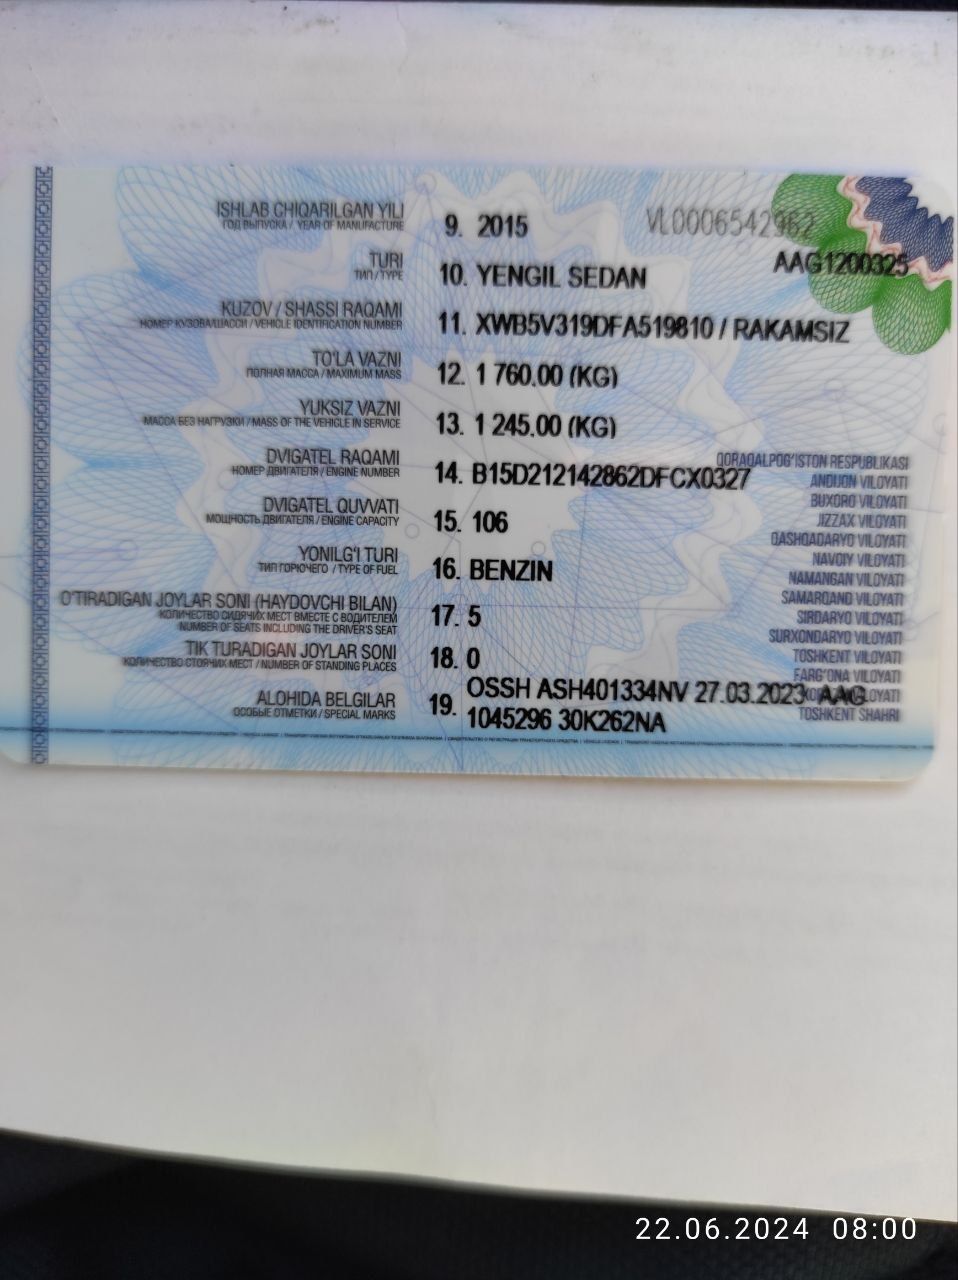 ISHLAB CHIQARILGAN YILI
ГОД ВЫПУСКА / YEAR OF MANUFACTURE
9. 2015
VL0006542962
AAG1200325
TURI
ТИП / TYPE
10. YENGIL SEDAN
KUZOV / SHASSI RAQAMI
НОМЕР КУЗОВА/ШАССИ / VEHICLE IDENTIFICATION NUMBER
11. XWB5V319DFA519810 / RAKAMSIZ
TO'LA VAZNI
ПОЛНАЯ МАССА / MAXIMUM MASS
12. 1 760.00 (KG)
YUKSIZ VAZNI
МАССА БЕЗ НАГРУЗКИ / MASS OF THE VEHICLE IN SERVICE
13. 1 245.00 (KG)
DVIGATEL RAQAMI
НОМЕР ДВИГАТЕЛЯ / ENGINE NUMBER
14. B15D212142862DFCX0327
DVIGATEL QUVVATI
МОЩНОСТЬ ДВИГАТЕЛЯ / ENGINE CAPACITY
15. 106
YONILG'I TURI
ТИП ГОРЮЧЕГО / TYPE OF FUEL
16. BENZIN
O'TIRADIGAN JOYLAR SONI (HAYDOVCHI BILAN)
КОЛИЧЕСТВО СИДЯЧИХ МЕСТ ВМЕСТЕ С ВОДИТЕЛЕМ
NUMBER OF SEATS INCLUDING THE DRIVER'S SEAT
17. 5
TIK TURADIGAN JOYLAR SONI
КОЛИЧЕСТВО СТОЯЧИХ МЕСТ / NUMBER OF STANDING PLACES
18. 0
ALOHIDA BELGILAR
ОСОБЫЕ ОТМЕТКИ / SPECIAL MARKS
19. OSSH ASH401334NV 27.03.2023 AAG
1045296 30K262NA
QORAQALPOG'ISTON RESPUBLIKASI
ANDIJON VILOYATI
BUXORO VILOYATI
JIZZAX VILOYATI
QASHQADARYO VILOYATI
NAVOIY VILOYATI
NAMANGAN VILOYATI
SAMARQAND VILOYATI
SIRDARYO VILOYATI
SURXONDARYO VILOYATI
TOSHKENT VILOYATI
FARG'ONA VILOYATI
VILOYATI
TOSHKENT SHAHRI
22.06.2024 08:00